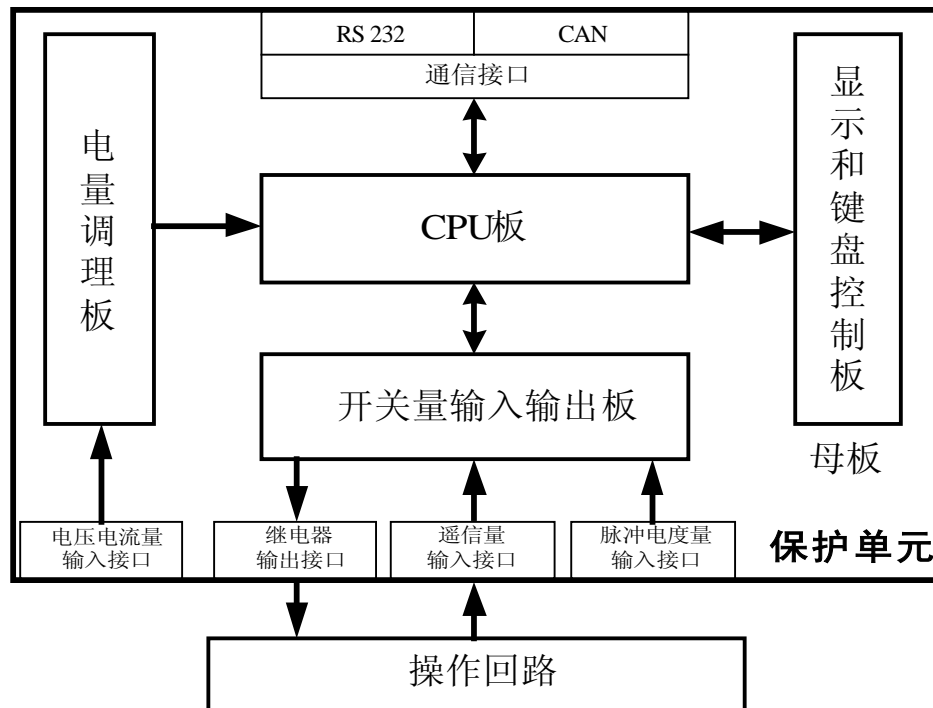 RS 232
CAN
通信接口
电量调理板
CPU板
显示和键盘控制板
开关量输入输出板
母板
电压电流量
输入接口
继电器
输出接口
遥信量
输入接口
脉冲电度量
输入接口
保护单元
操作回路